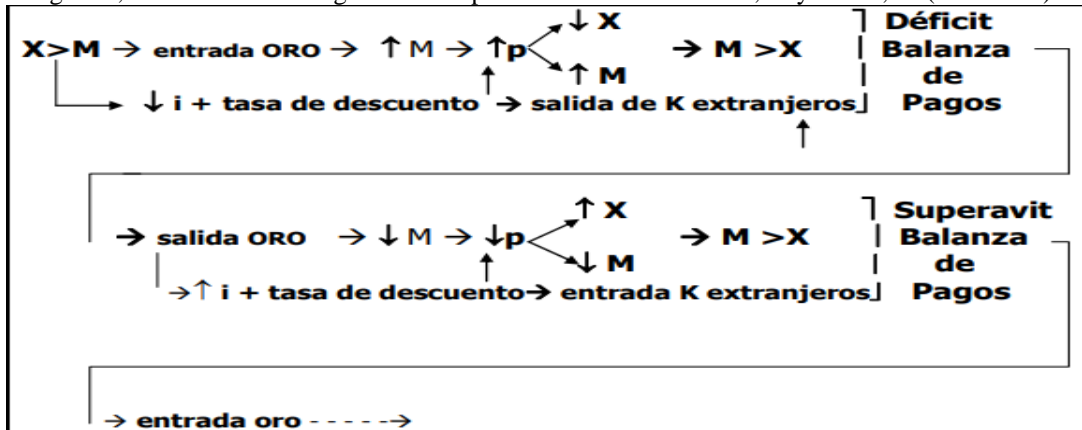 ↓ X
X>M → entrada ORO → ↑ M → ↑p → M >X
↑ M
↓ i + tasa de descuento → salida de K extranjeros
Déficit
Balanza
de
Pagos
↑ X
→ salida ORO → ↓ M → ↓p → M >X
↓ M
→↑ i + tasa de descuento→ entrada K extranjeros
Superavit
Balanza
de
Pagos
→ entrada oro - - - - -→